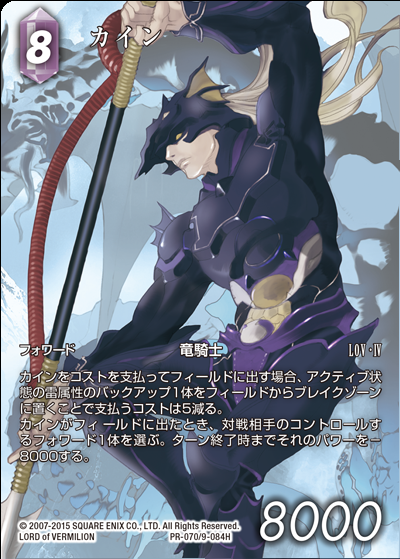 8
カイン
フォワード 竜騎士 LOV・IV
カインをコストを支払ってフィールドに出す場合、アクティブ状
態の雷属性のバックアップ1体をフィールドからブレイクゾーン
に置くことで支払うコストは5減る。
カインがフィールドに出たとき、対戦相手のコントロールす
るフォワード1体を選ぶ。ターン終了時までそれのパワーを−
8000する。
© 2007-2015 SQUARE ENIX CO., LTD. All Rights Reserved.
LORD of VERMILION PR-070/9-084H
8000